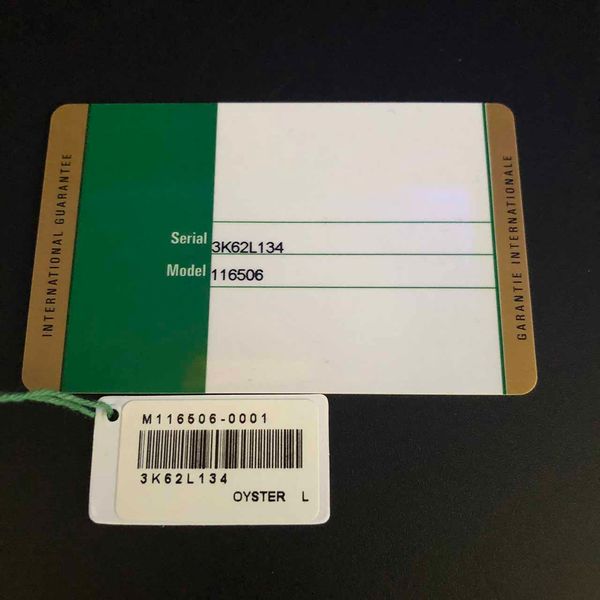 INTERNATIONAL GUARANTEE
Serial 3K62L134
Model 116506
GARANTIE INTERNATIONALE
M116506-0001
3K62L134
OYSTER L